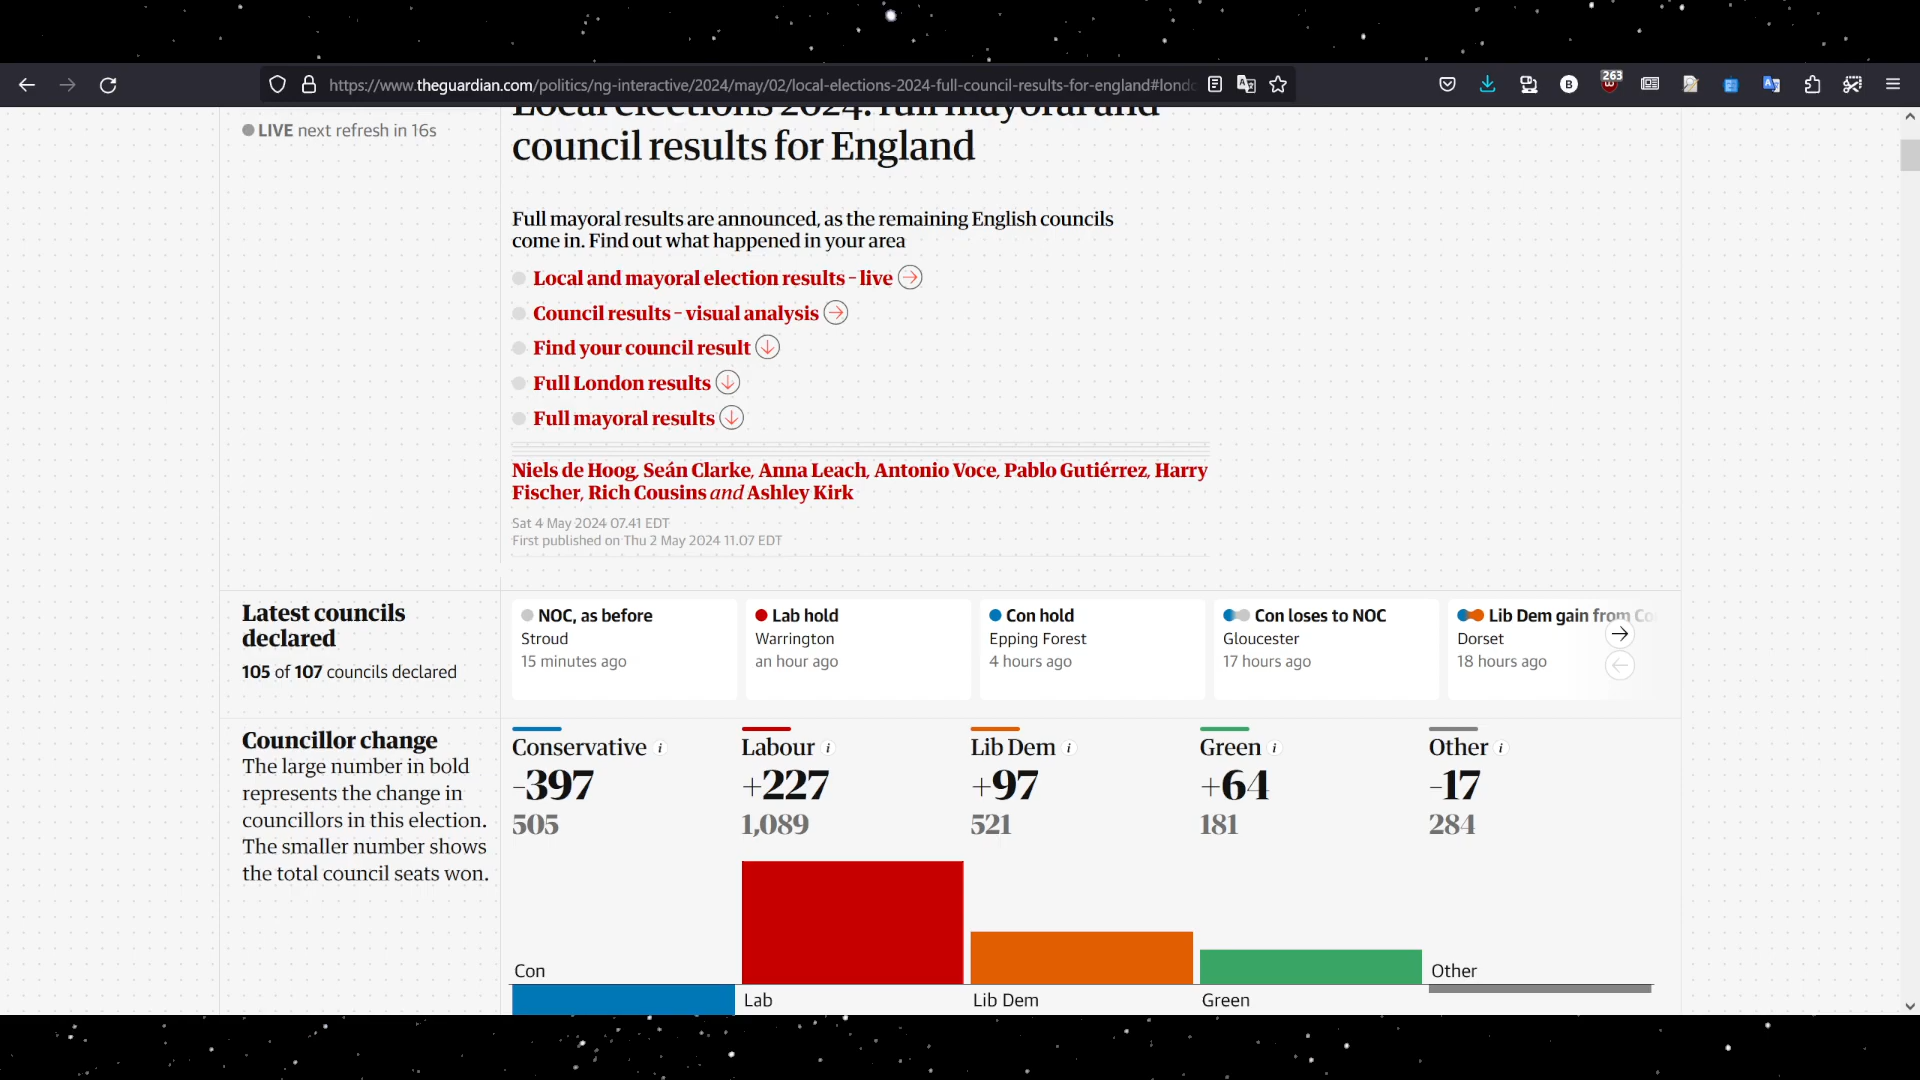 https://www.theguardian.com/politics/ng-interactive/2024/may/02/local-elections-2024-full-council-results-for-england#londo
263
LIVE next refresh in 16s
Local elections 2024: full mayoral and
council results for England
Full mayoral results are announced, as the remaining English councils
come in. Find out what happened in your area
Local and mayoral election results – live
Council results – visual analysis
Find your council result
Full London results
Full mayoral results
Niels de Hoog, Seán Clarke, Anna Leach, Antonio Voce, Pablo Gutiérrez, Harry
Fischer, Rich Cousins and Ashley Kirk
Sat 4 May 2024 07.41 EDT
First published on Thu 2 May 2024 11.07 EDT
Latest councils
declared
105 of 107 councils declared
NOC, as before
Stroud
15 minutes ago
Lab hold
Warrington
an hour ago
Con hold
Epping Forest
4 hours ago
Con loses to NOC
Gloucester
17 hours ago
Lib Dem gain from Co
Dorset
18 hours ago
Councillor change
The large number in bold
represents the change in
councillors in this election.
The smaller number shows
the total council seats won.
Conservative i
-397
505
Labour i
+227
1,089
Lib Dem i
+97
521
Green i
+64
181
Other i
-17
284
Con
Lab
Lib Dem
Green
Other